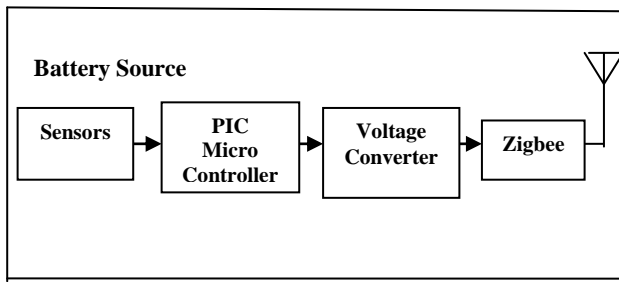 Battery Source
Sensors
PIC
Micro
Controller
Voltage
Converter
Zigbee